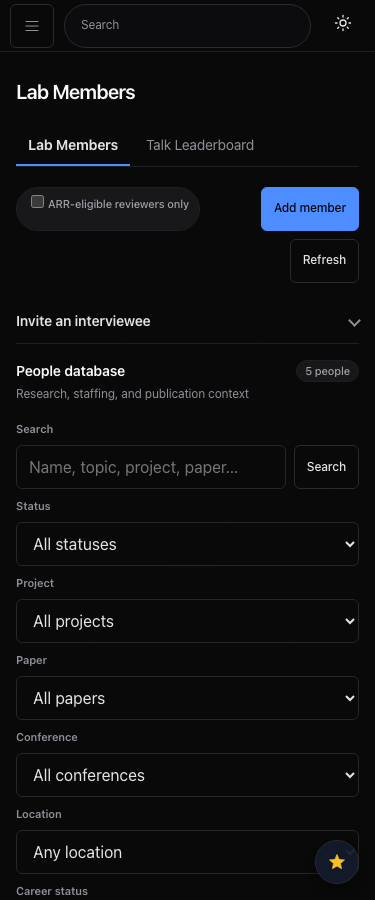 Search
Lab Members
Lab Members
Talk Leaderboard
ARR-eligible reviewers only
Add member
Refresh
Invite an interviewee
People database
5 people
Research, staffing, and publication context
Search
Name, topic, project, paper...
Search
Status
All statuses
Project
All projects
Paper
All papers
Conference
All conferences
Location
Any location
Career status